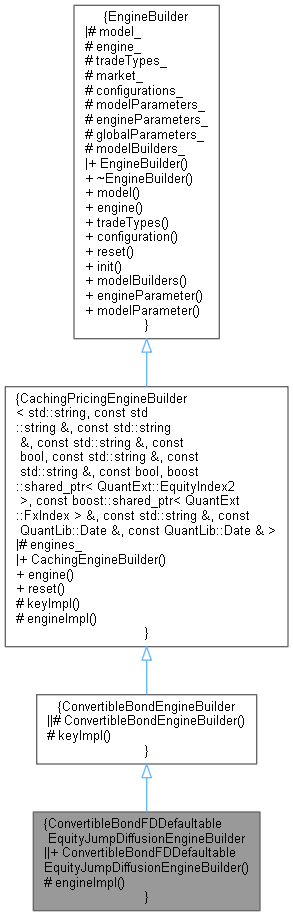 {EngineBuilder
|# model_
# engine_
# tradeTypes_
# market_
# configurations_
# modelParameters_
# engineParameters_
# globalParameters_
# modelBuilders_
|+ EngineBuilder()
+ ~EngineBuilder()
+ model()
+ engine()
+ tradeTypes()
+ configuration()
+ reset()
+ init()
+ modelBuilders()
+ engineParameter()
+ modelParameter()
}
{CachingPricingEngineBuilder
< std::string, const std
::string &, const std::string
&, const std::string &, const
bool, const std::string &, const
std::string &, const bool, boost
::shared_ptr< QuantExt::EquityIndex2
>, const boost::shared_ptr< QuantExt
::FxIndex > &, const std::string &, const
QuantLib::Date &, const QuantLib::Date & >
|# engines_
|+ CachingEngineBuilder()
+ engine()
+ reset()
# keyImpl()
# engineImpl()
}
{ConvertibleBondEngineBuilder
||# ConvertibleBondEngineBuilder()
# keyImpl()
}
{ConvertibleBondFDDefaultable
EquityJumpDiffusionEngineBuilder
||+ ConvertibleBondFDDefaultable
EquityJumpDiffusionEngineBuilder()
# engineImpl()
}